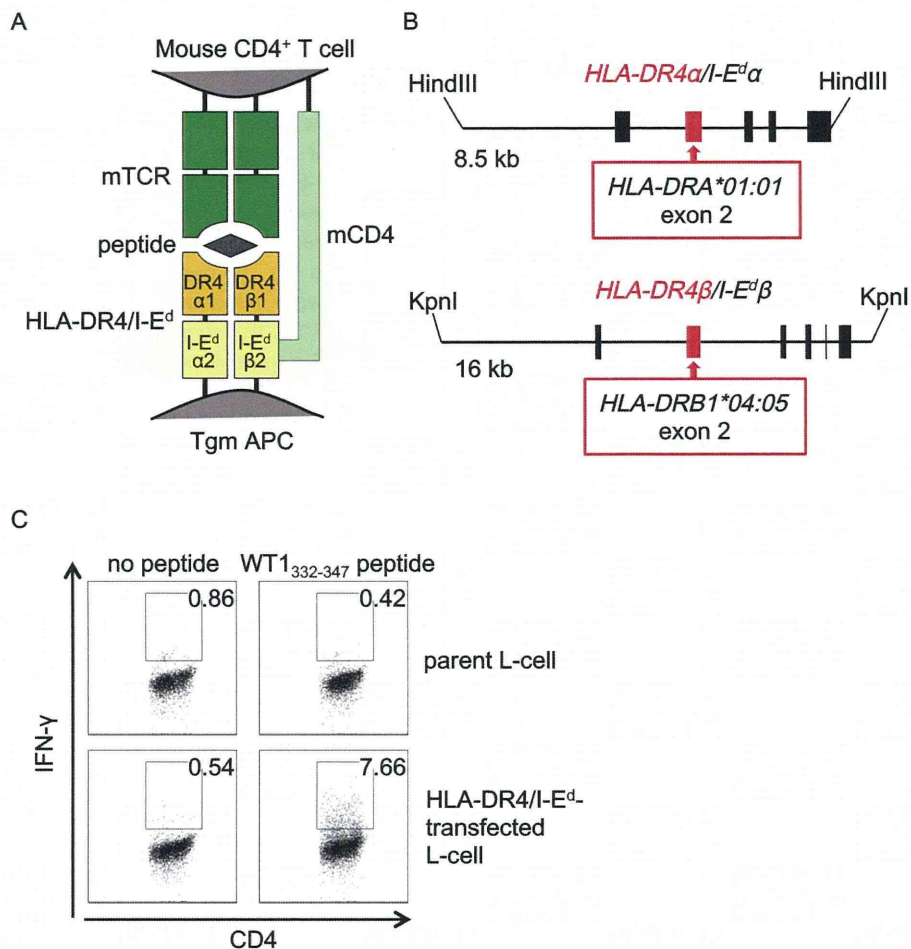 A
Mouse CD4⁺ T cell
mTCR
peptide
mCD4
DR4
α1
DR4
β1
HLA-DR4/I-Eᵈ
I-Eᵈ
α2
I-Eᵈ
β2
Tgm APC
B
HLA-DR4α/I-Eᵈα
HindIII
HindIII
8.5 kb
HLA-DRA*01:01
exon 2
HLA-DR4β/I-Eᵈβ
KpnI
KpnI
16 kb
HLA-DRB1*04:05
exon 2
C
no peptide
WT1₃₃₂₋₃₄₇ peptide
0.86
0.42
parent L-cell
0.54
7.66
HLA-DR4/I-Eᵈ-
transfected
L-cell
IFN-γ
CD4